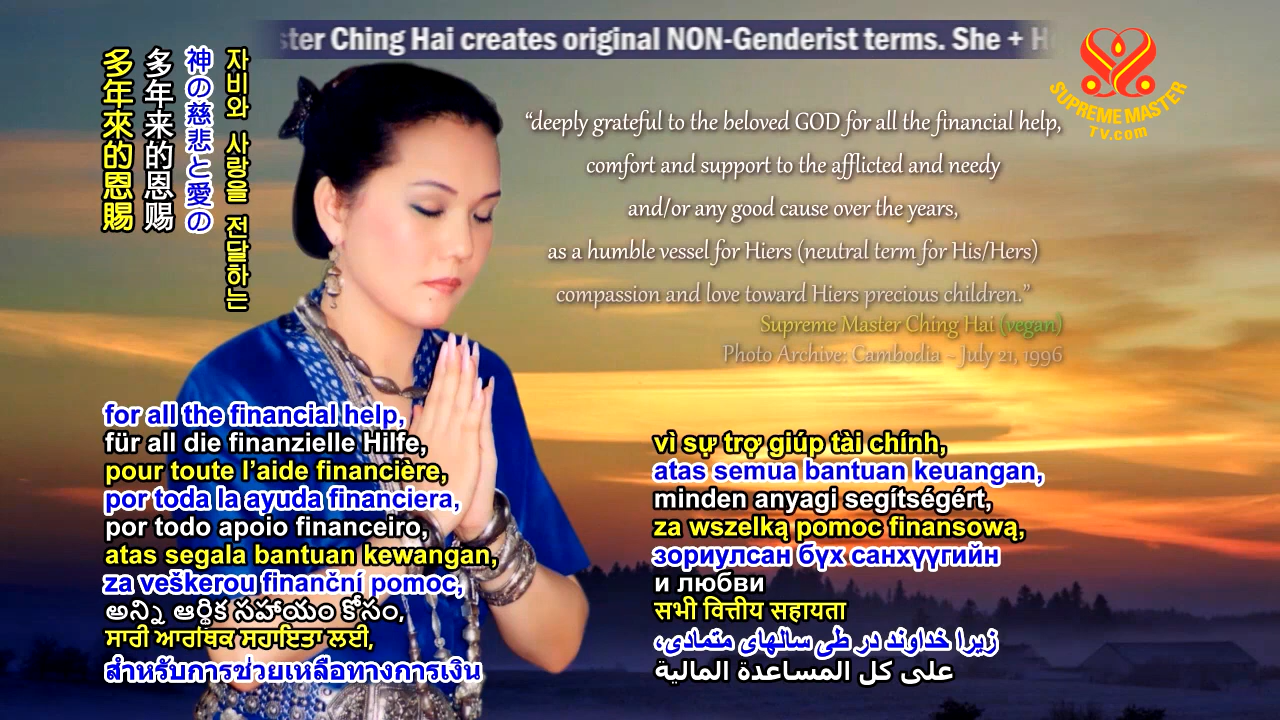 ster Ching Hai creates original NON-Genderist terms. She + H
SUPREME MASTER
TV.com
“deeply grateful to the beloved GOD for all the financial help,
comfort and support to the afflicted and needy
and/or any good cause over the years,
as a humble vessel for Hiers (neutral term for His/Hers)
compassion and love toward Hiers precious children.”
Supreme Master Ching Hai (vegan)
Photo Archive: Cambodia ~ July 21, 1996
多年來的恩賜
多年来的恩赐
神の慈悲と愛の
자비와 사랑을 전달하는
for all the financial help,
für all die finanzielle Hilfe,
pour toute l’aide financière,
por toda la ayuda financiera,
por todo apoio financeiro,
atas segala bantuan kewangan,
za veškerou finanční pomoc,
అన్ని ఆర్థిక సహాయం కోసం,
ਸਾਰੀ ਆਰਥਿਕ ਸਹਾਇਤਾ ਲਈ,
สำหรับการช่วยเหลือทางการเงิน
vì sự trợ giúp tài chính,
atas semua bantuan keuangan,
minden anyagi segítségért,
za wszelką pomoc finansową,
зориулсан бүх санхүүгийн
и любви
सभी वित्तीय सहायता
زیرا خداوند در طی سالهای متمادی،
على كل المساعدة المالية